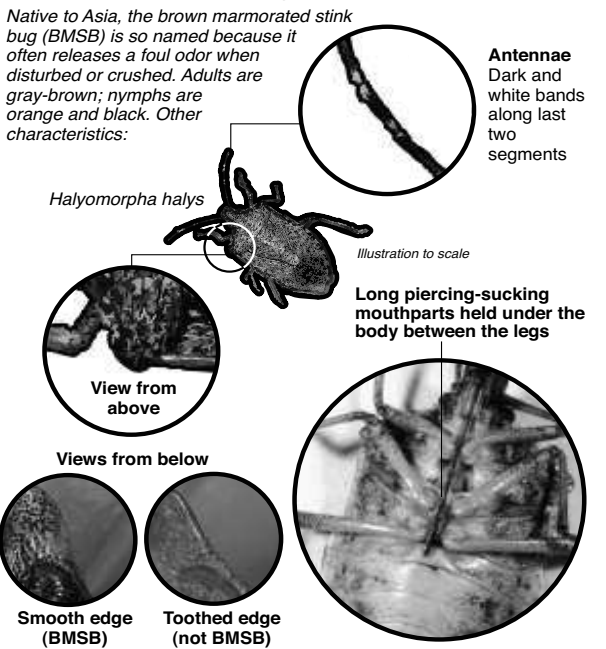 Native to Asia, the brown marmorated stink
bug (BMSB) is so named because it
often releases a foul odor when
disturbed or crushed. Adults are
gray-brown; nymphs are
orange and black. Other
characteristics:
Antennae
Dark and
white bands
along last
two
segments
Halyomorpha halys
Illustration to scale
Long piercing-sucking
mouthparts held under the
body between the legs
View from
above
Views from below
Smooth edge
(BMSB)
Toothed edge
(not BMSB)